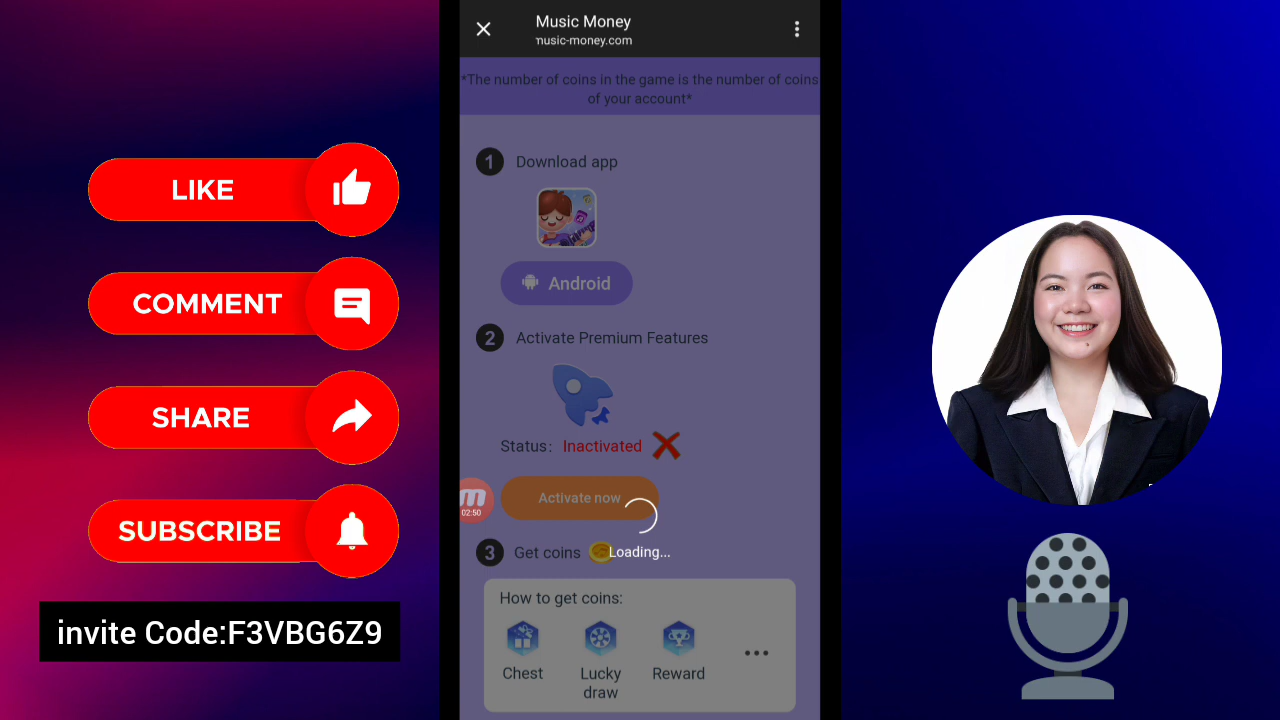 LIKE
COMMENT
SHARE
SUBSCRIBE
invite Code:F3VBG6Z9
Music Money
music-money.com
*The number of coins in the game is the number of coins
of your account*
1 Download app
Android
2 Activate Premium Features
Status: Inactivated
Activate now
02:50
Loading...
3 Get coins
How to get coins:
Chest
Lucky
draw
Reward